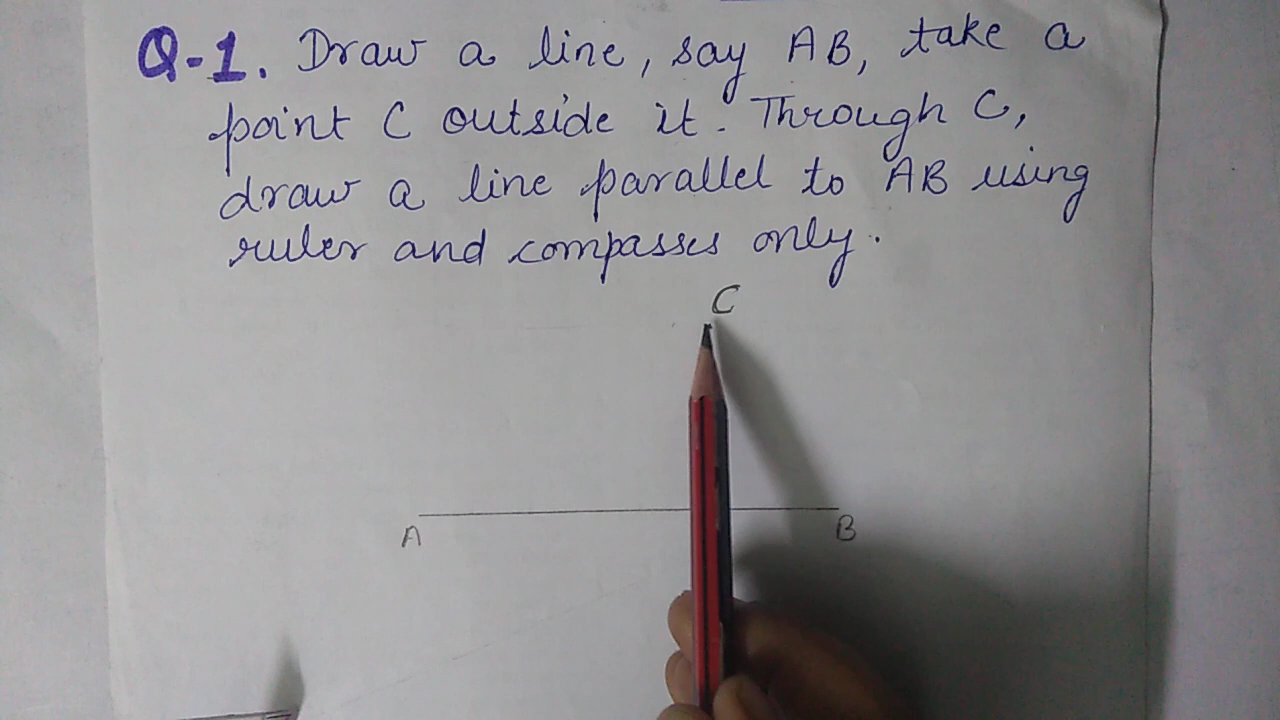 Q-1. Draw a line, say AB, take a
point C outside it. Through C,
draw a line parallel to AB using
ruler and compasses only.
C
A
B